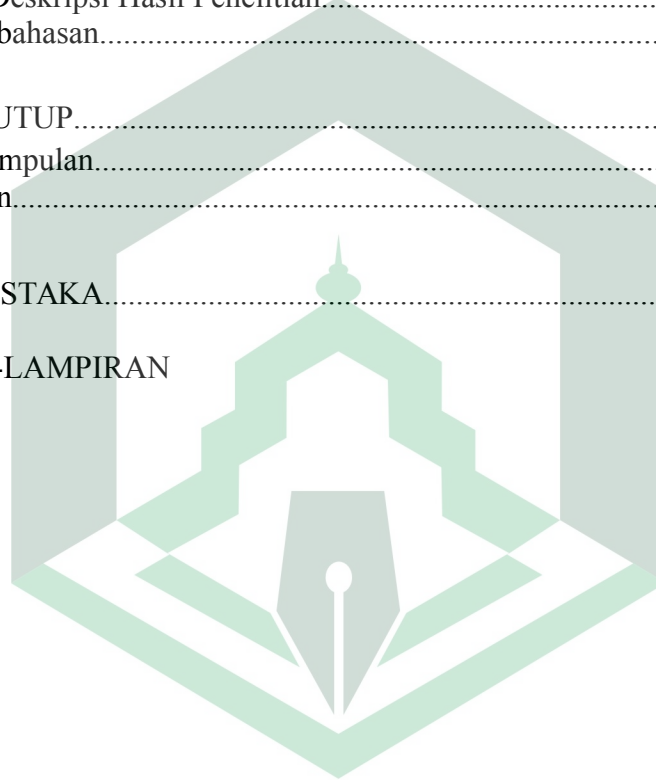 Deskripsi Hasil Penelitian....................................................
bahasan....................................................................................
UTUP........................................................................................
mpulan.....................................................................................
n................................................................................................
STAKA....................................................................................
-LAMPIRAN